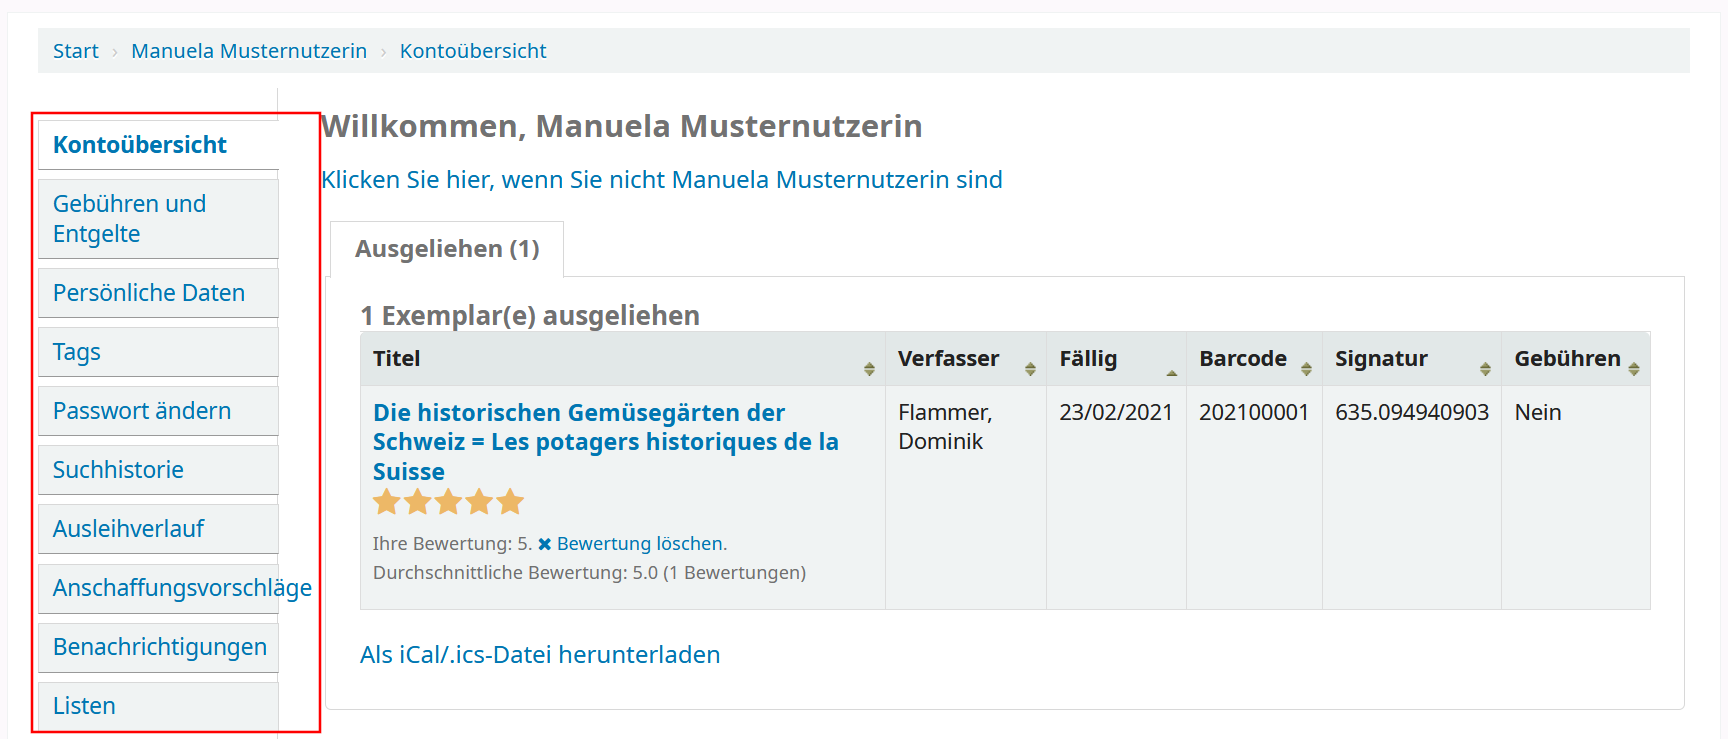 Start › Manuela Musternutzerin › Kontoübersicht
Kontoübersicht
Gebühren und
Entgelte
Persönliche Daten
Tags
Passwort ändern
Suchhistorie
Ausleihverlauf
Anschaffungsvorschläge
Benachrichtigungen
Listen
Willkommen, Manuela Musternutzerin
Klicken Sie hier, wenn Sie nicht Manuela Musternutzerin sind
Ausgeliehen (1)
1 Exemplar(e) ausgeliehen
Titel Verfasser Fällig Barcode Signatur Gebühren
Die historischen Gemüsegärten der
Schweiz = Les potagers historiques de la
Suisse
Ihre Bewertung: 5. ✖ Bewertung löschen.
Durchschnittliche Bewertung: 5.0 (1 Bewertungen)
Flammer,
Dominik
23/02/2021
202100001
635.094940903
Nein
Als iCal/.ics-Datei herunterladen